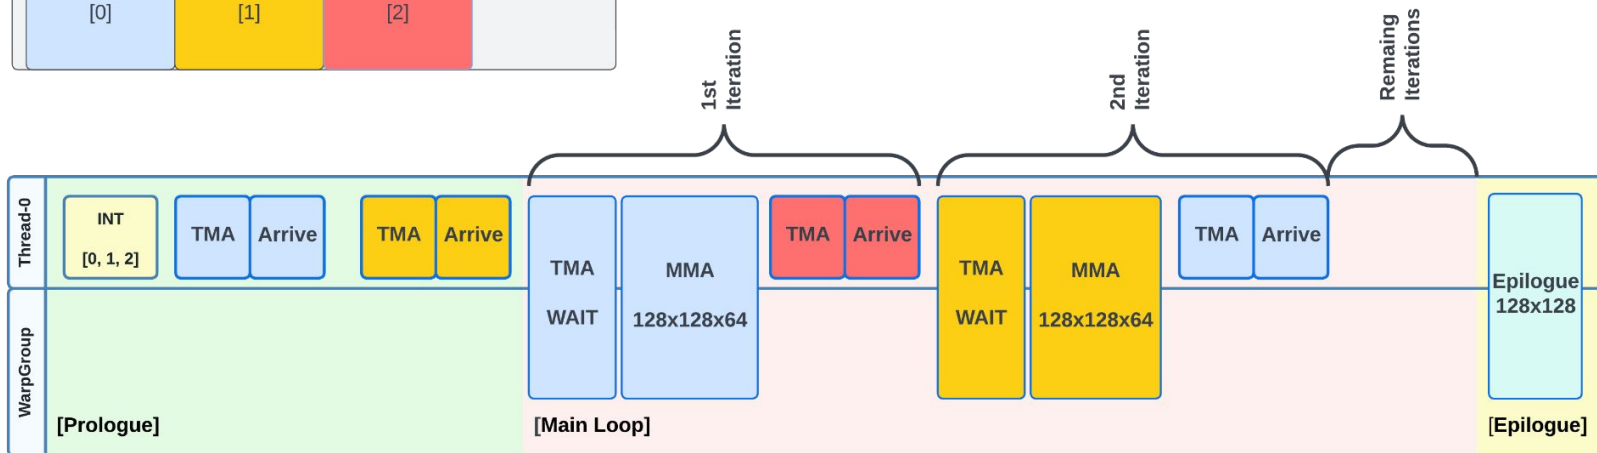 [0]
[1]
[2]
1st
Iteration
2nd
Iteration
Remaing
Iterations
Thread-0
INT
[0, 1, 2]
TMA
Arrive
TMA
Arrive
TMA
WAIT
MMA
128x128x64
TMA
Arrive
TMA
WAIT
MMA
128x128x64
TMA
Arrive
Epilogue
128x128
WarpGroup
[Prologue]
[Main Loop]
[Epilogue]